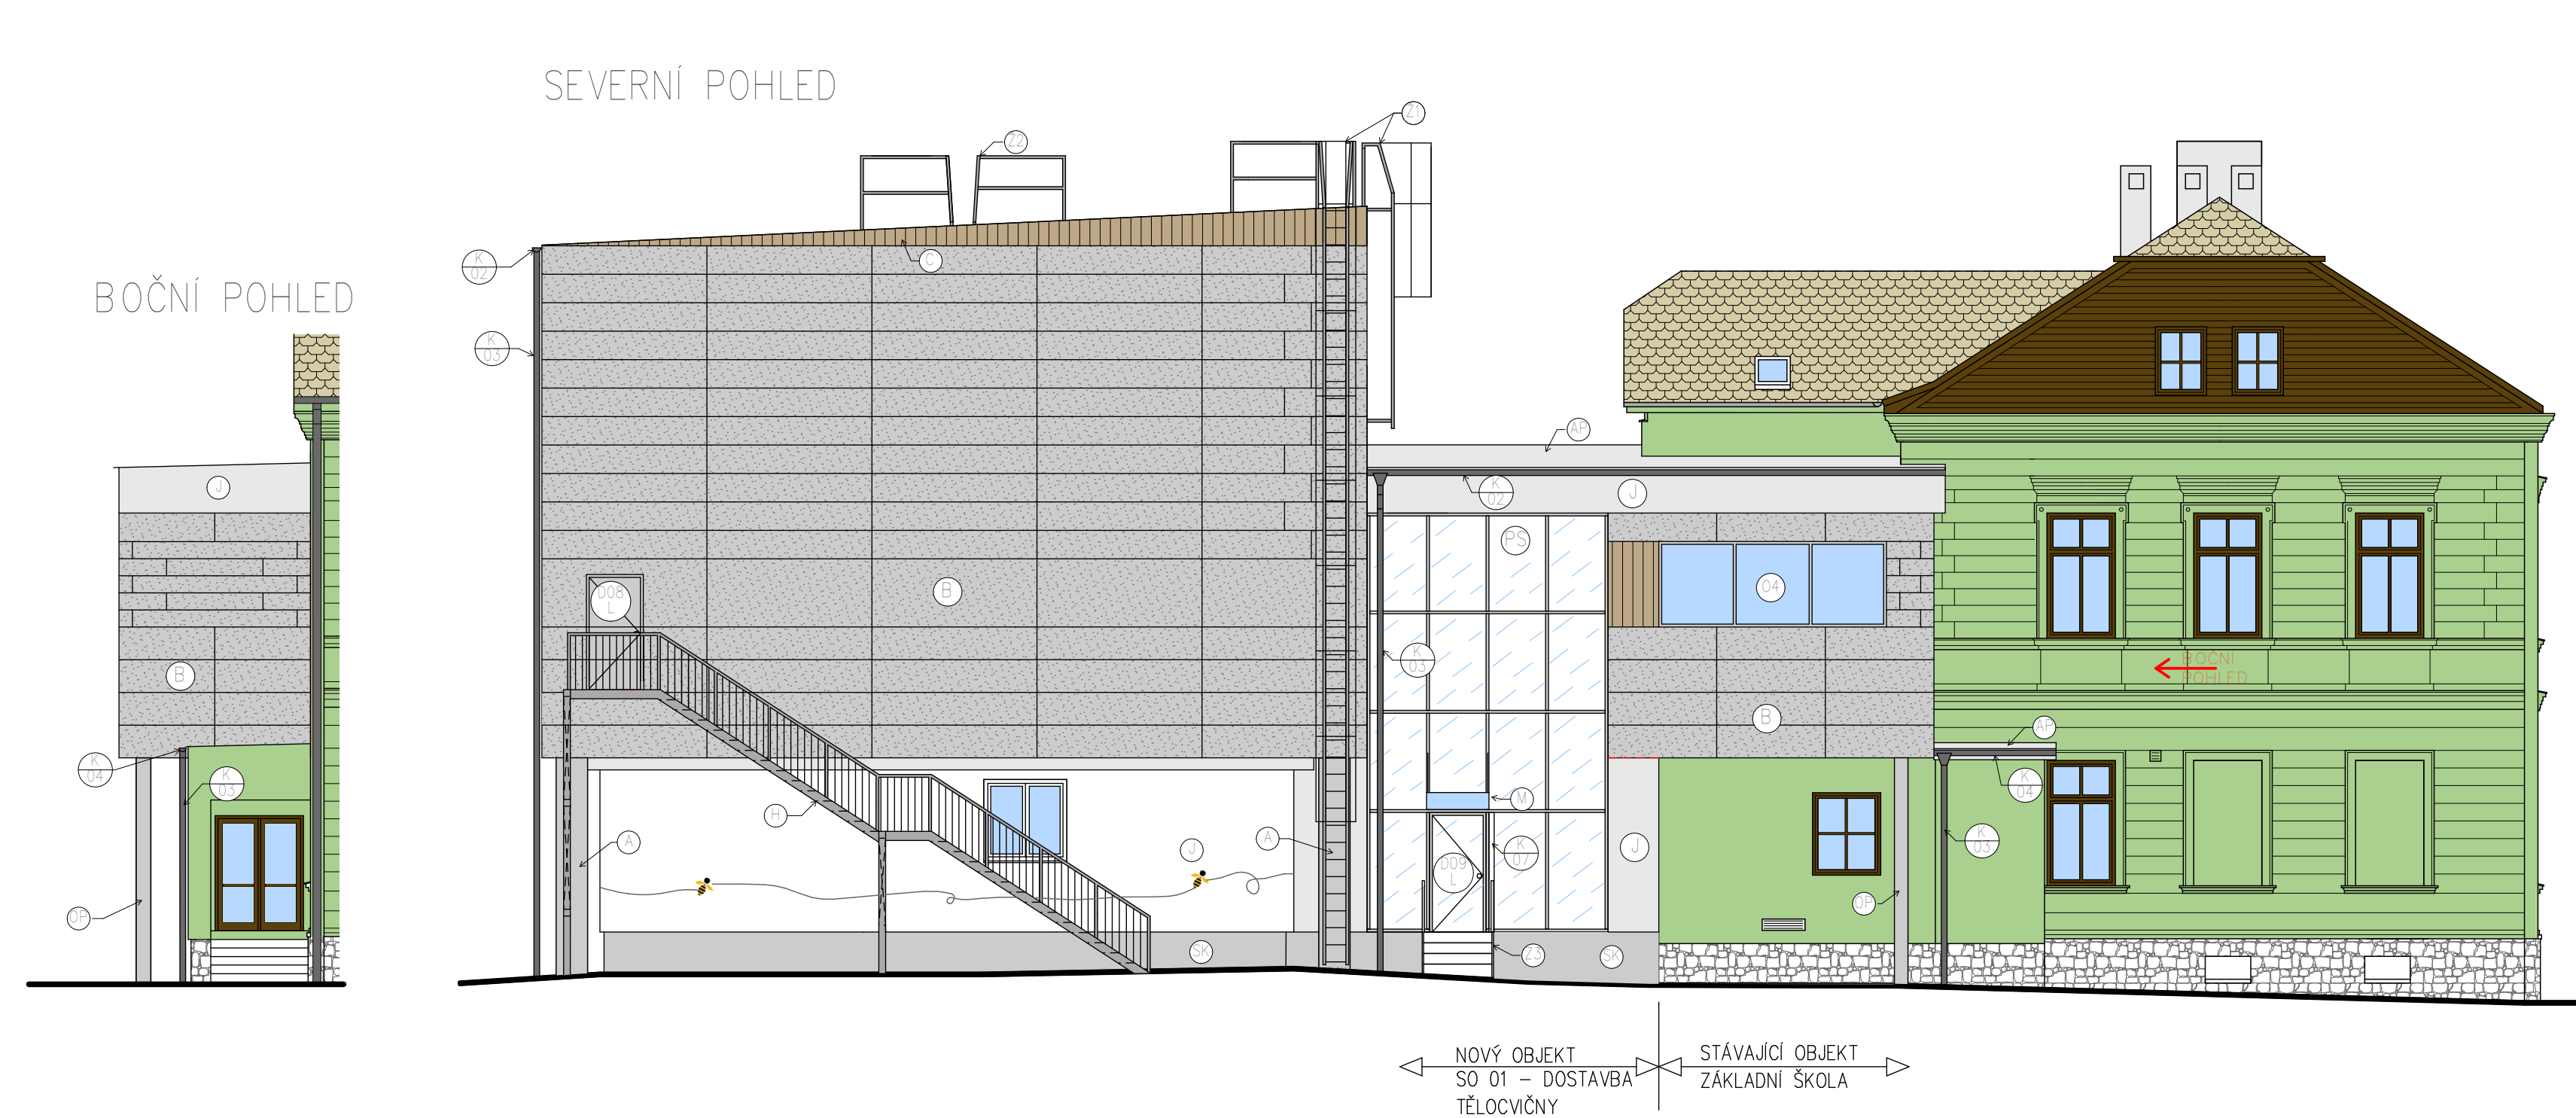 SEVERNÍ POHLED
Z1
Z2
C
K
02
BOČNÍ POHLED
K
03
AP
J
K
02
J
PS
D08
L
B
04
K
03
BOČNÍ
POHLED
B
B
AP
K
04
K
03
K
04
M
H
A
A
J
J
K
03
K
07
D09
L
OP
OP
SK
Z3
SK
NOVÝ OBJEKT
SO 01 – DOSTAVBA
TĚLOCVIČNY
STÁVAJÍCÍ OBJEKT
ZÁKLADNÍ ŠKOLA